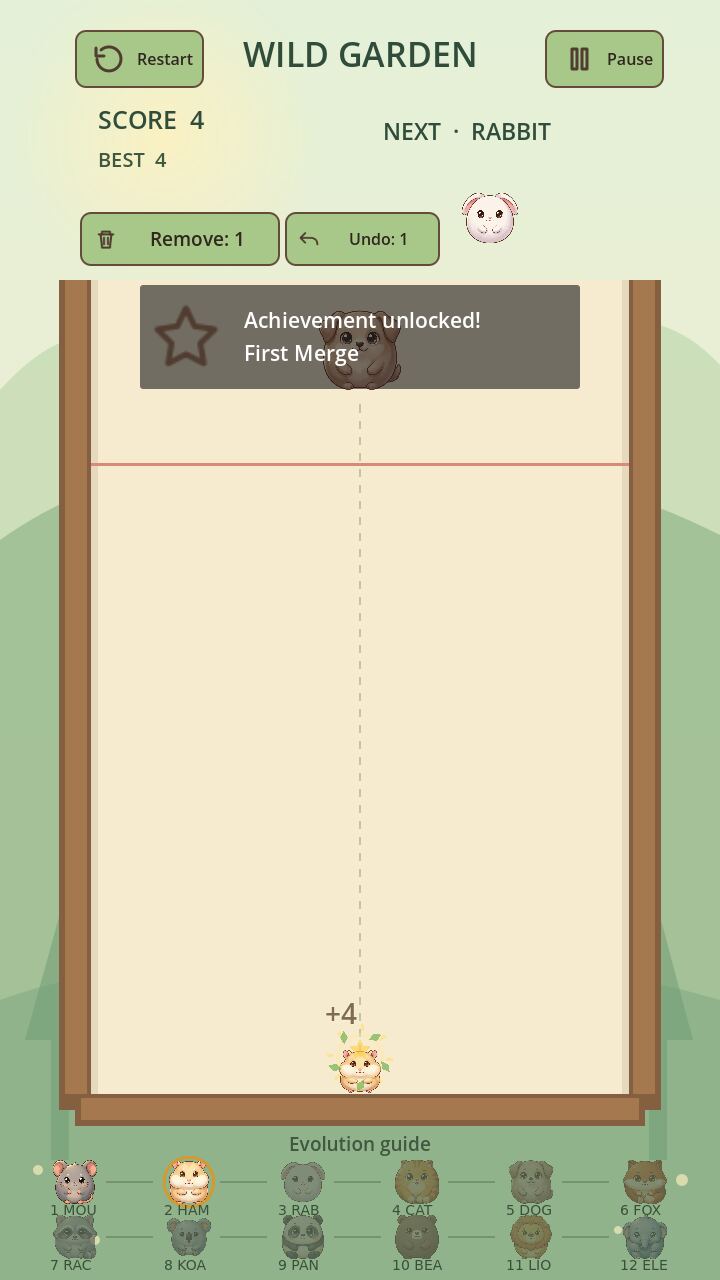 Restart
WILD GARDEN
Pause
SCORE 4
BEST 4
NEXT · RABBIT
Remove: 1
Undo: 1
Achievement unlocked!
First Merge
+4
Evolution guide
1 MOU
2 HAM
3 RAB
4 CAT
5 DOG
6 FOX
7 RAC
8 KOA
9 PAN
10 BEA
11 LIO
12 ELE